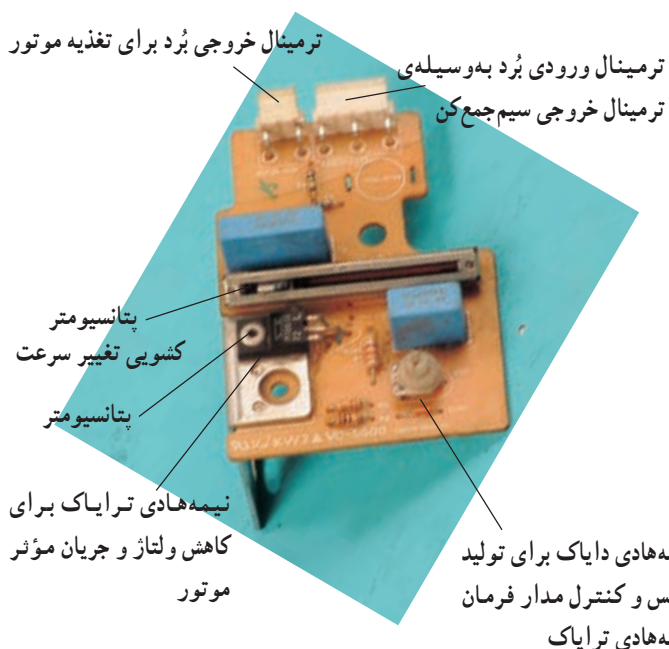 ترمینال خروجی بُرد برای تغذیه موتور
ترمینال ورودی بُرد به‌وسیله‌ی
ترمینال خروجی سیم‌جمع‌کن
پتانسیومتر
کشویی تغییر سرعت
پتانسیومتر
نیمه‌هادی ترایاک برای
کاهش ولتاژ و جریان مؤثر
موتور
دایاک برای تولید
و کنترل مدار فرمان
ترایاک